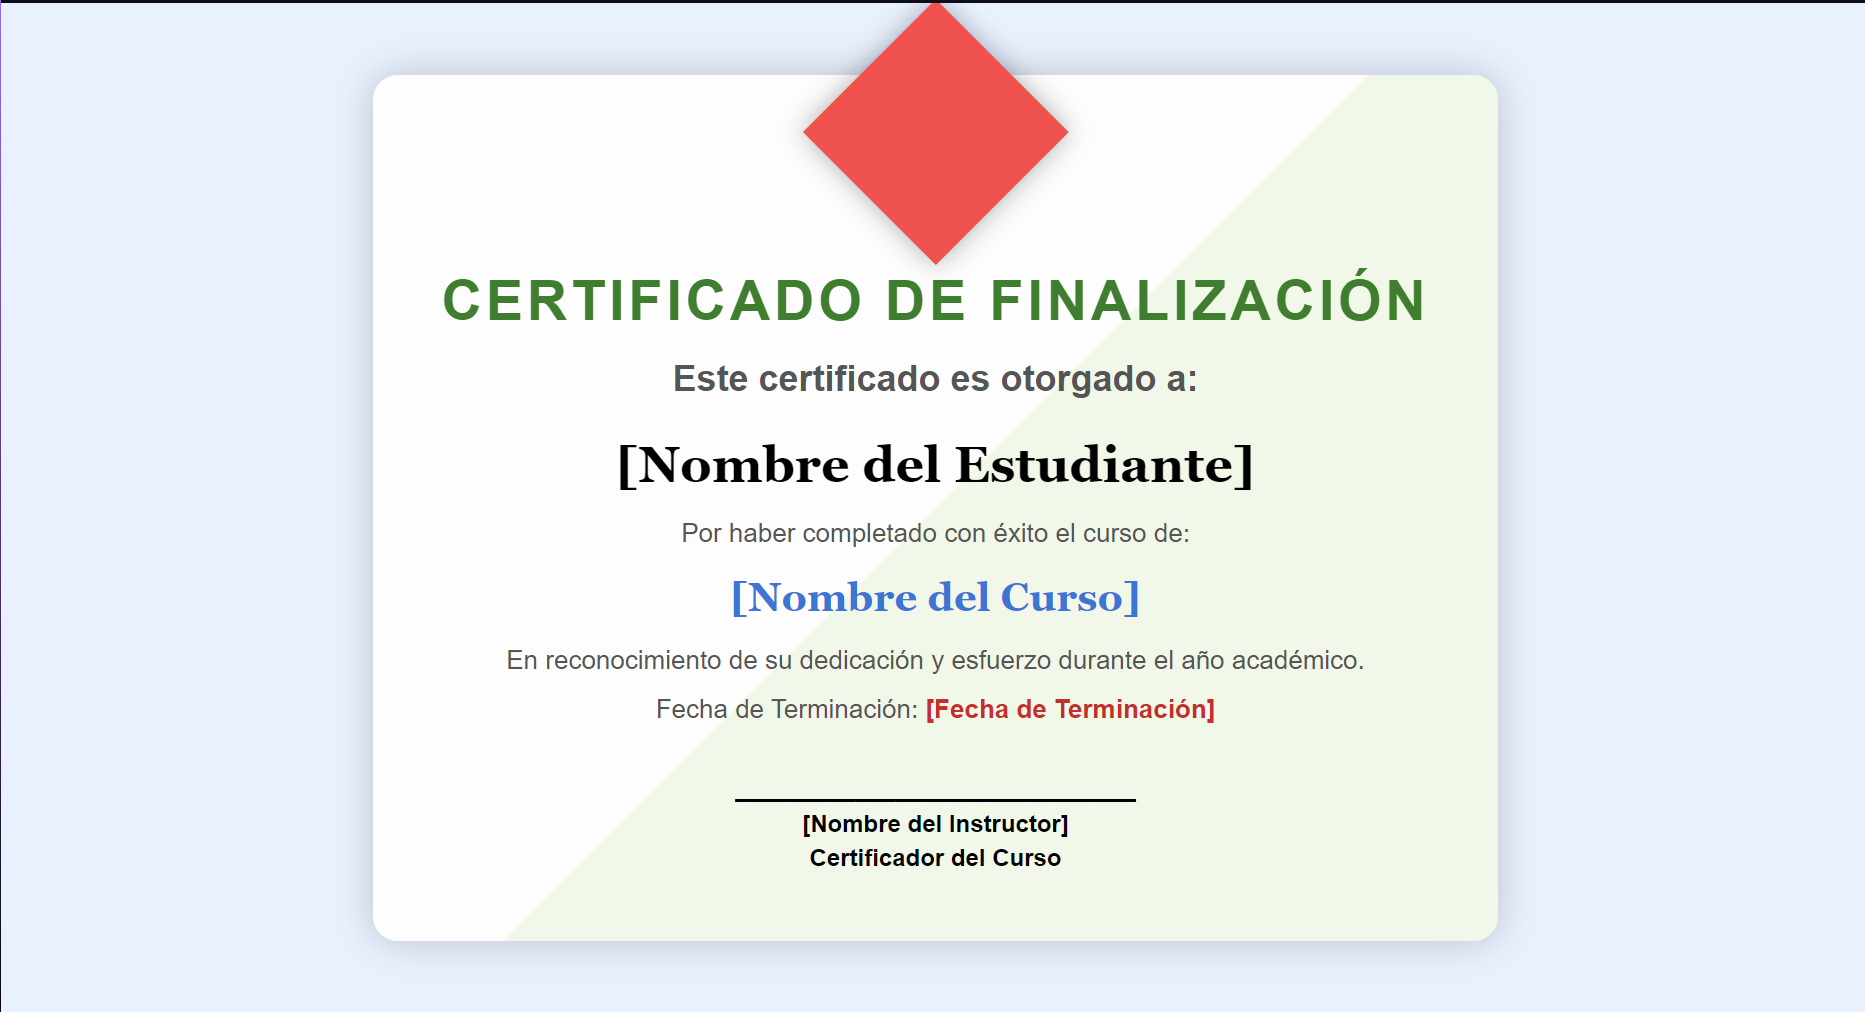 CERTIFICADO DE FINALIZACIÓN
Este certificado es otorgado a:
[Nombre del Estudiante]
Por haber completado con éxito el curso de:
[Nombre del Curso]
En reconocimiento de su dedicación y esfuerzo durante el año académico.
Fecha de Terminación: [Fecha de Terminación]
[Nombre del Instructor]
Certificador del Curso